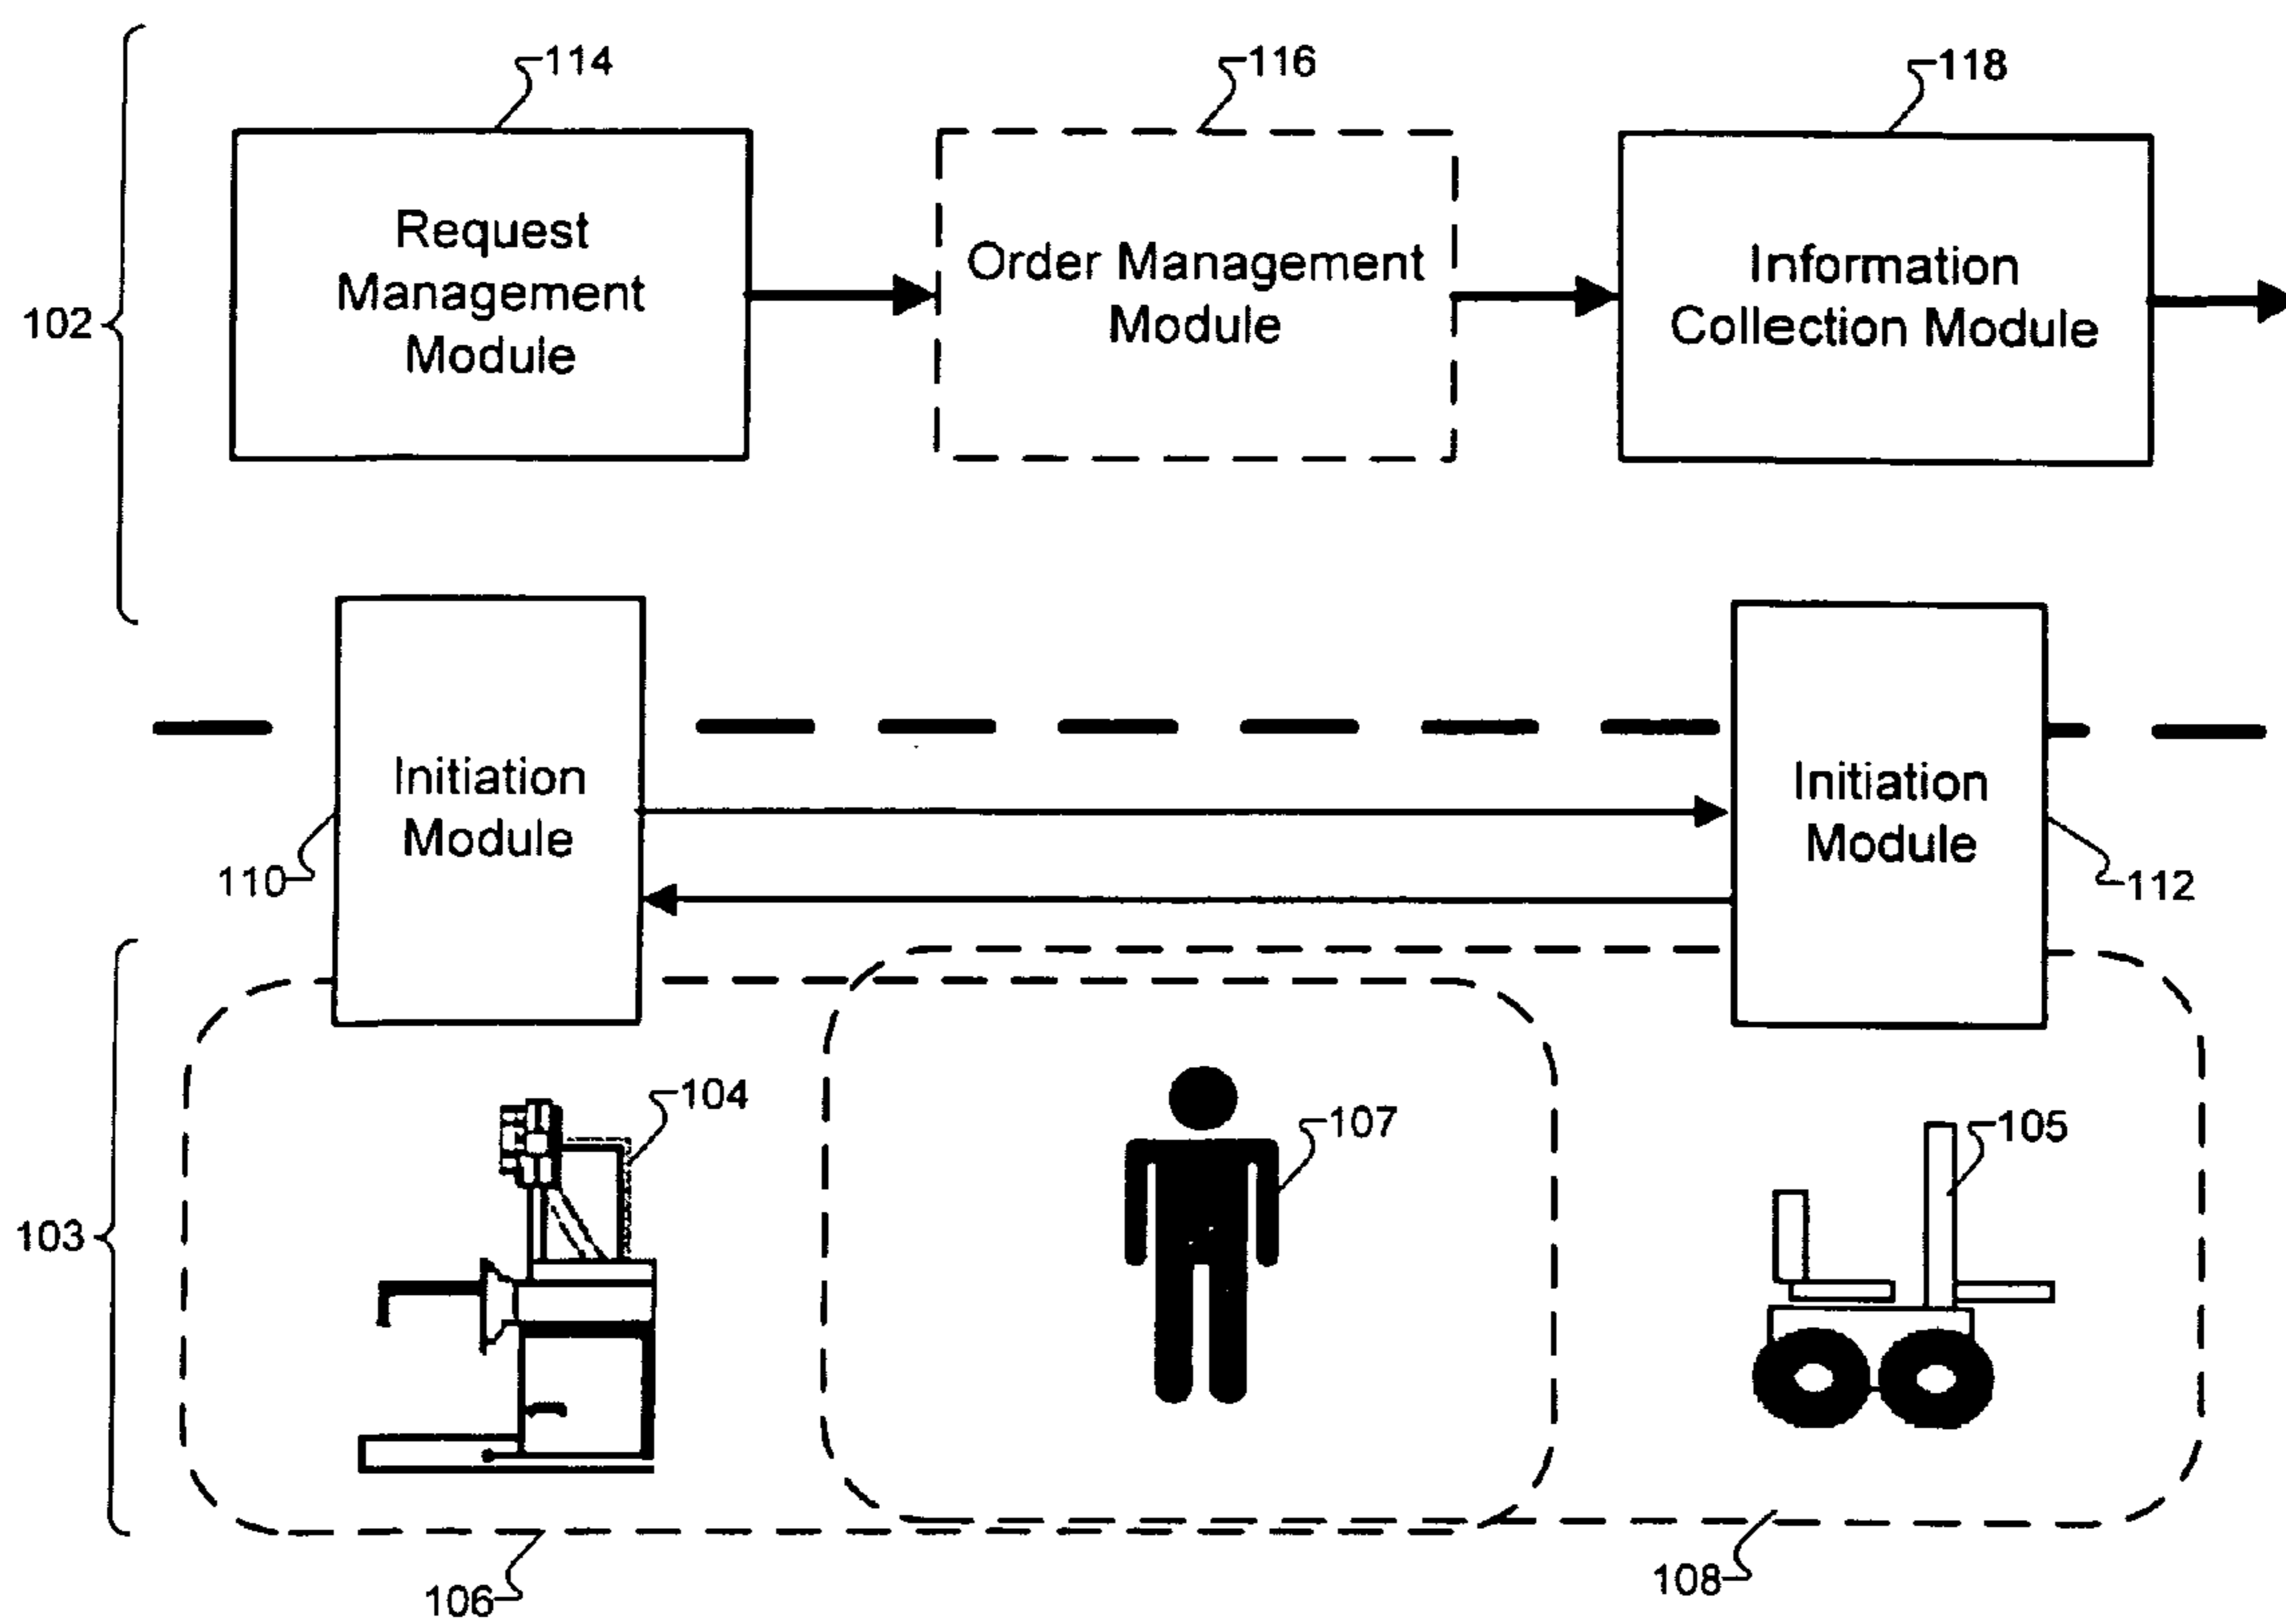 114
116
118
Request
Management
Module
Order Management
Module
Information
Collection Module
102
Initiation
Module
Initiation
Module
110
112
104
107
105
103
106
108